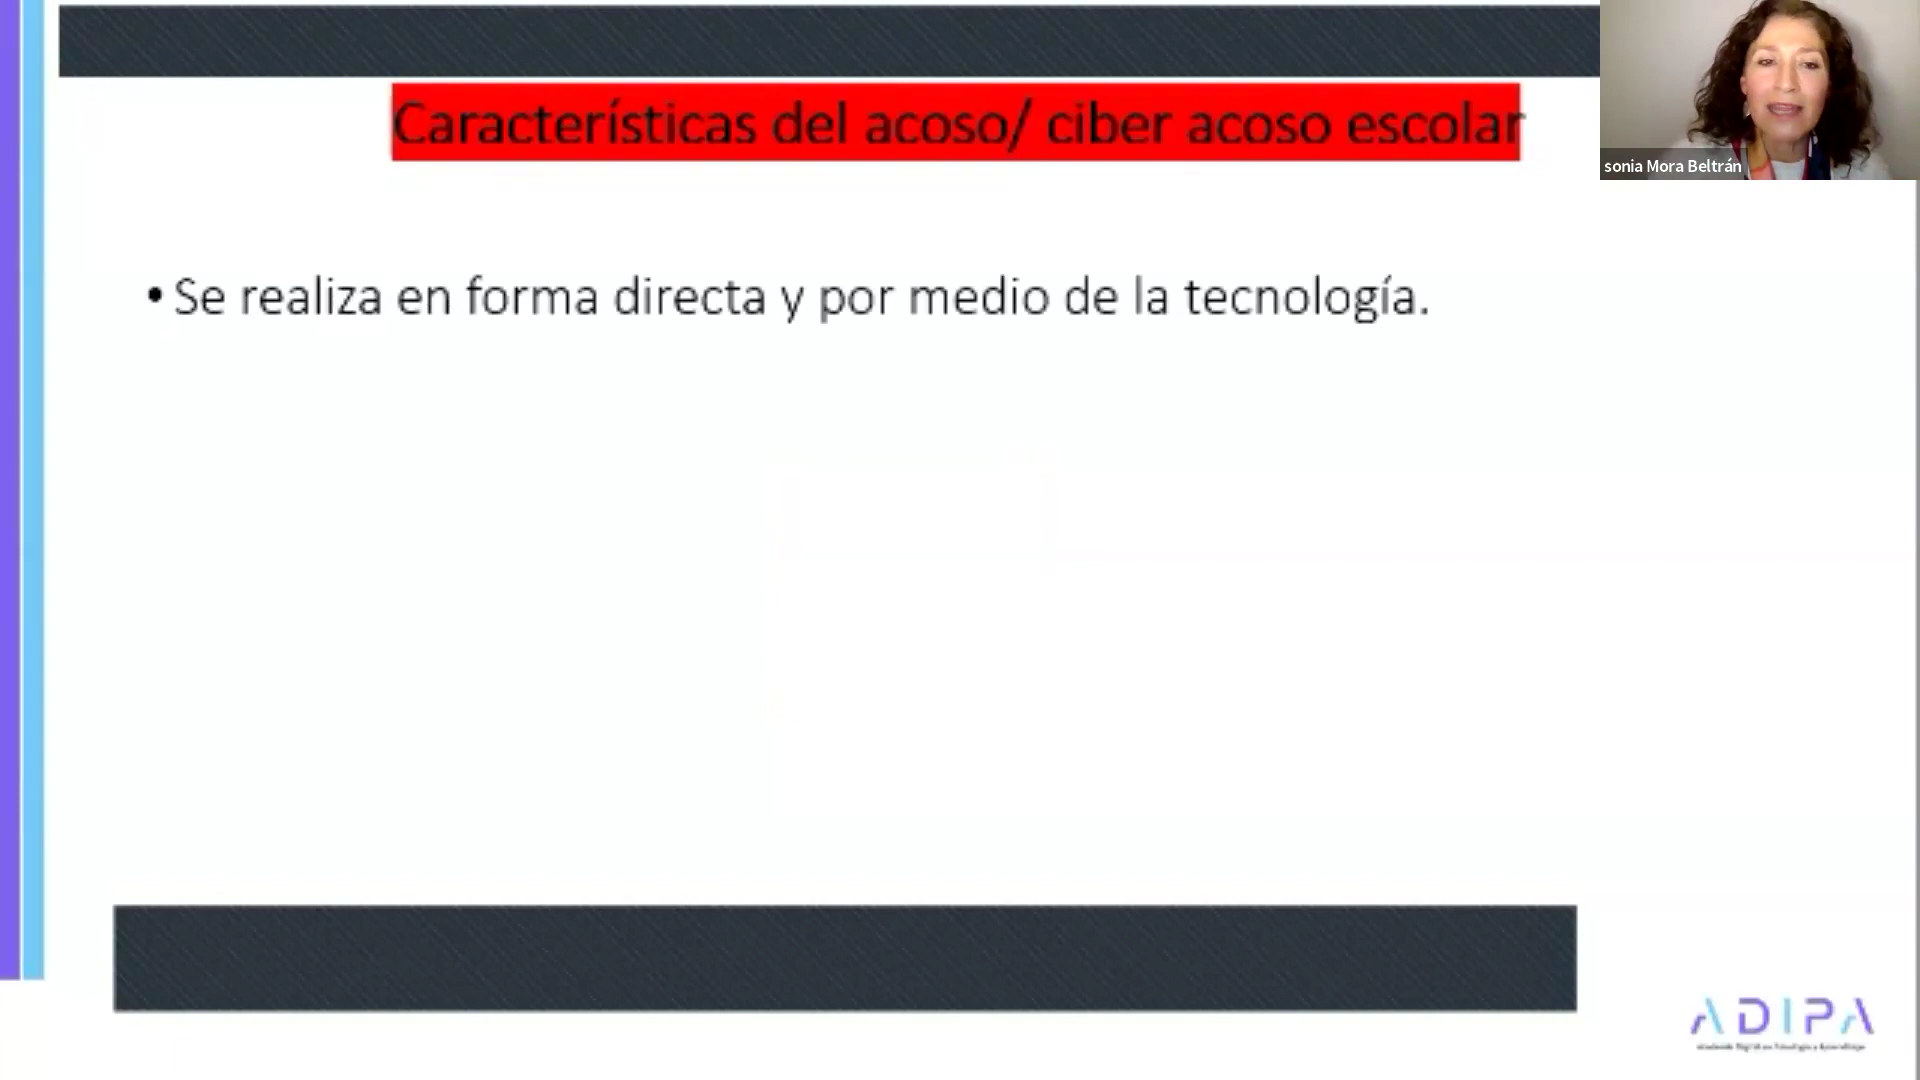 Características del acoso/ ciber acoso escolar
sonia Mora Beltrán
• Se realiza en forma directa y por medio de la tecnología.
ADIPA